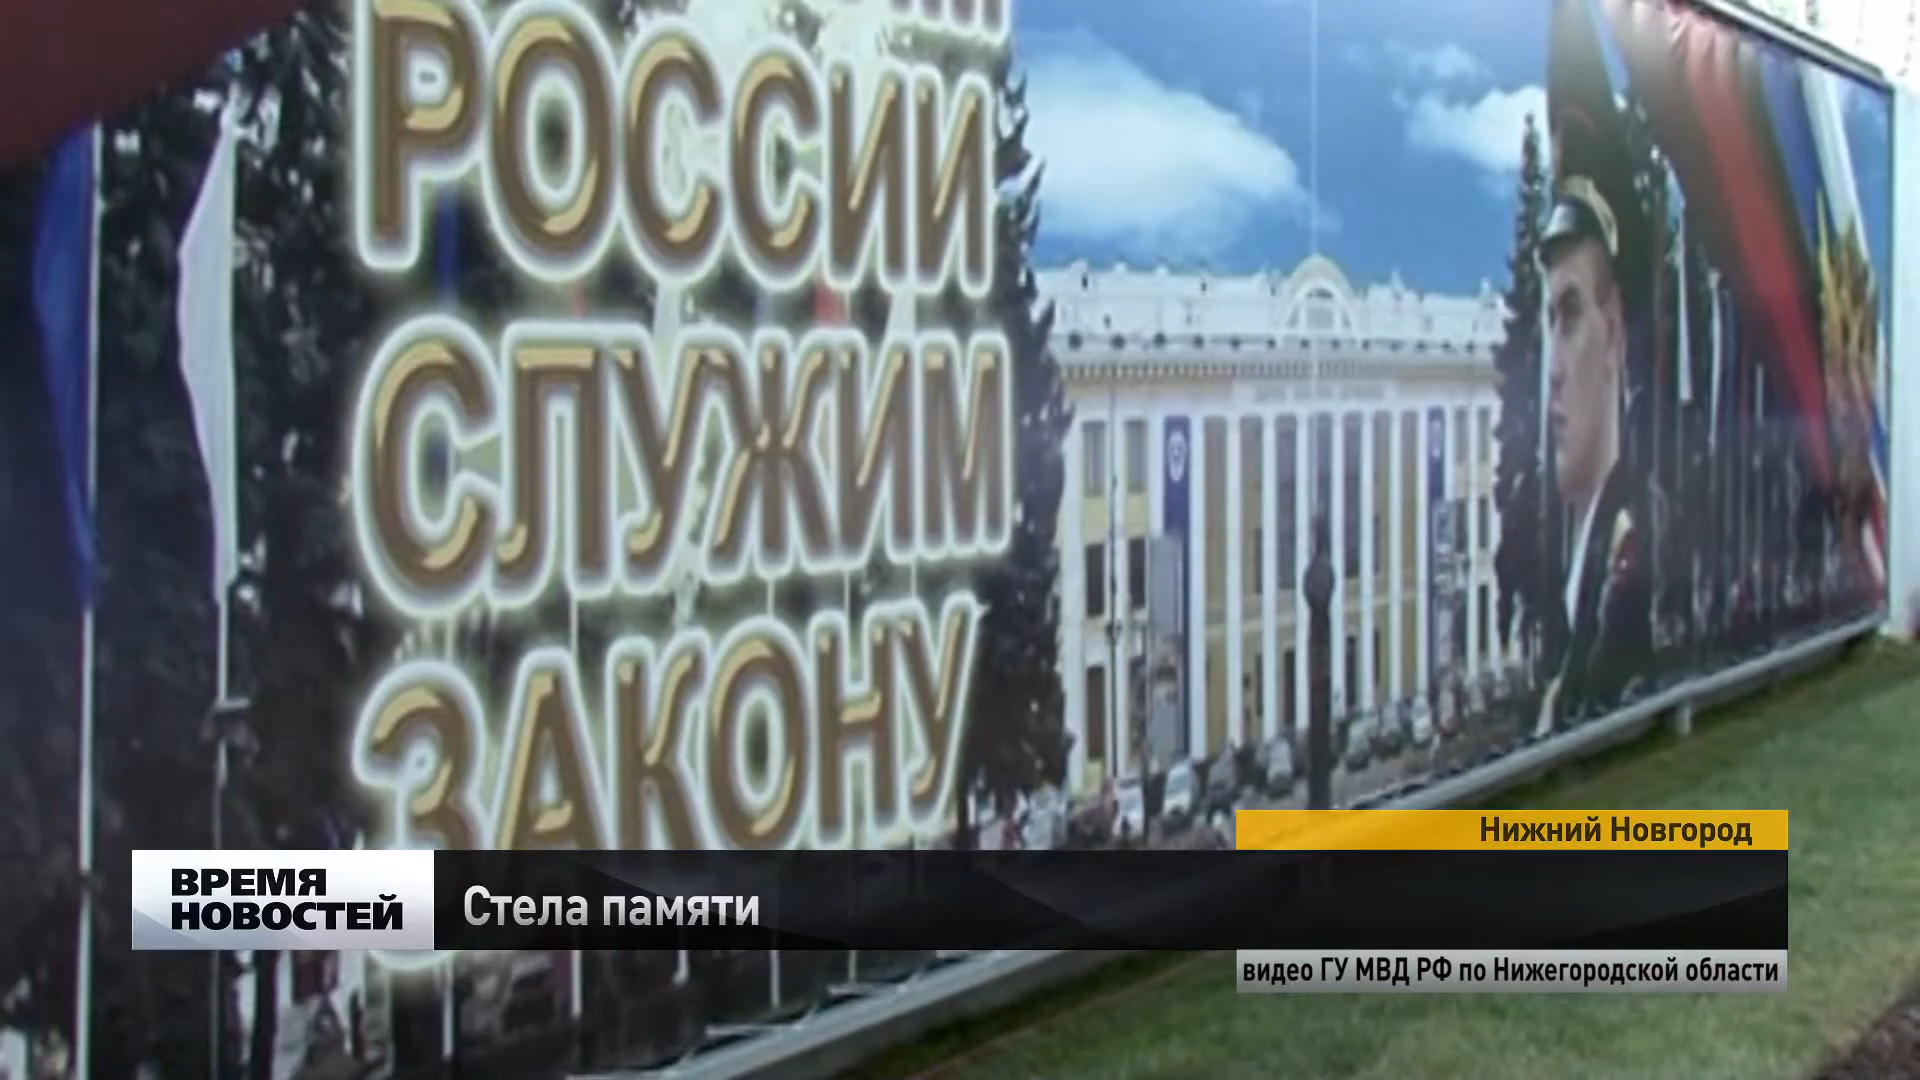 РОССИИ
СЛУЖИМ
ЗАКОНУ
Нижний Новгород
ВРЕМЯ
НОВОСТЕЙ
Стела памяти
видео ГУ МВД РФ по Нижегородской области